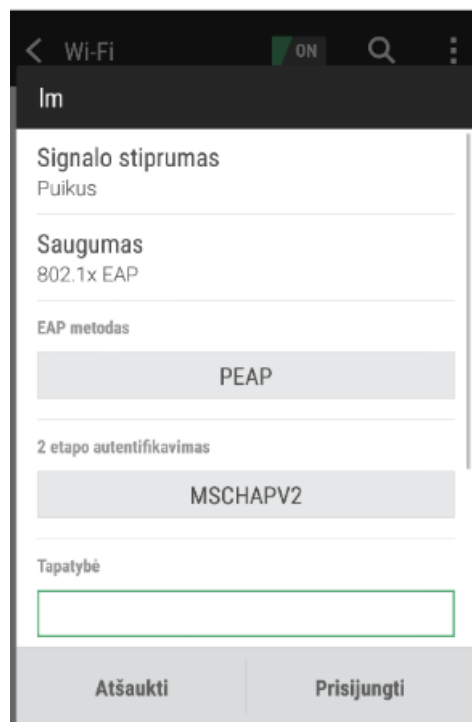 Wi-Fi
ON
Im
Signalo stiprumas
Puikus
Saugumas
802.1x EAP
EAP metodas
PEAP
2 etapo autentifikavimas
MSCHAPV2
Tapatybė
Atšaukti
Prisijungti